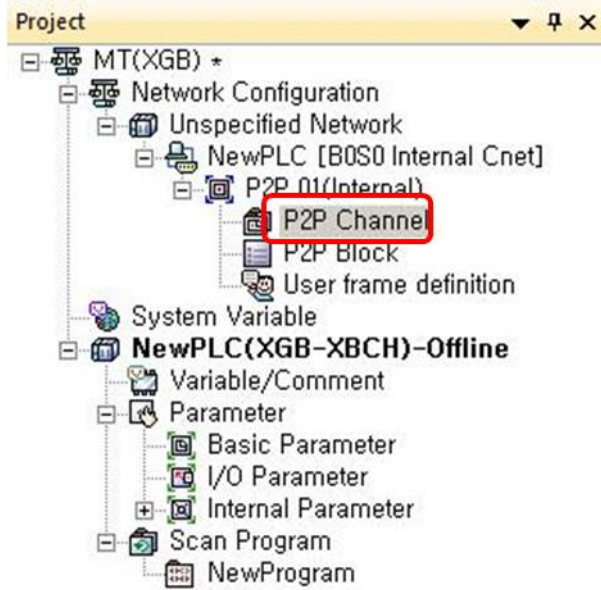 Project
MT(XGB) *
Network Configuration
Unspecified Network
NewPLC [B0S0 Internal Cnet]
P2P 01(Internal)
P2P Channel
P2P Block
User frame definition
System Variable
NewPLC(XGB-XBCH)-Offline
Variable/Comment
Parameter
Basic Parameter
I/O Parameter
Internal Parameter
Scan Program
NewProgram